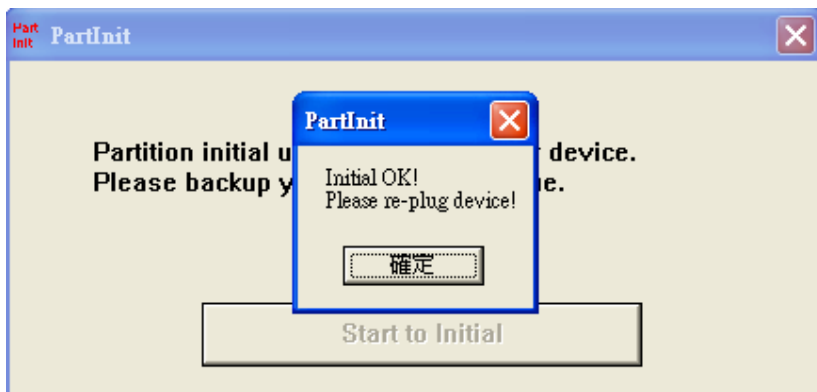 Part
Init
PartInit
PartInit
Partition initial
device.
Please backup
Initial OK!
Please re-plug device!
確定
Start to Initial